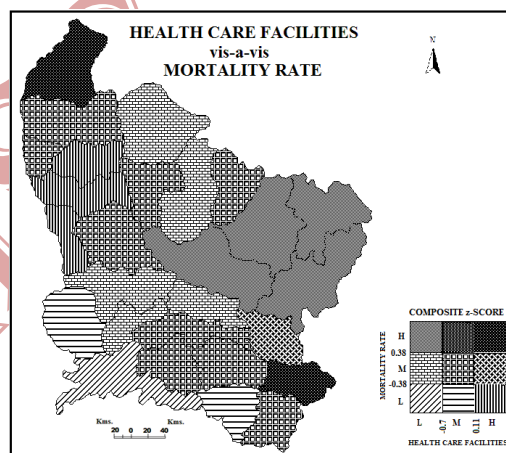 HEALTH CARE FACILITIES
vis-a-vis
MORTALITY RATE
N
COMPOSITE z-SCORE
MORTALITY RATE
H
0.38
M
-0.38
L
L -0.7 M 0.11 H
HEALTH CARE FACILITIES
Kms. Kms.
20 0 20 40